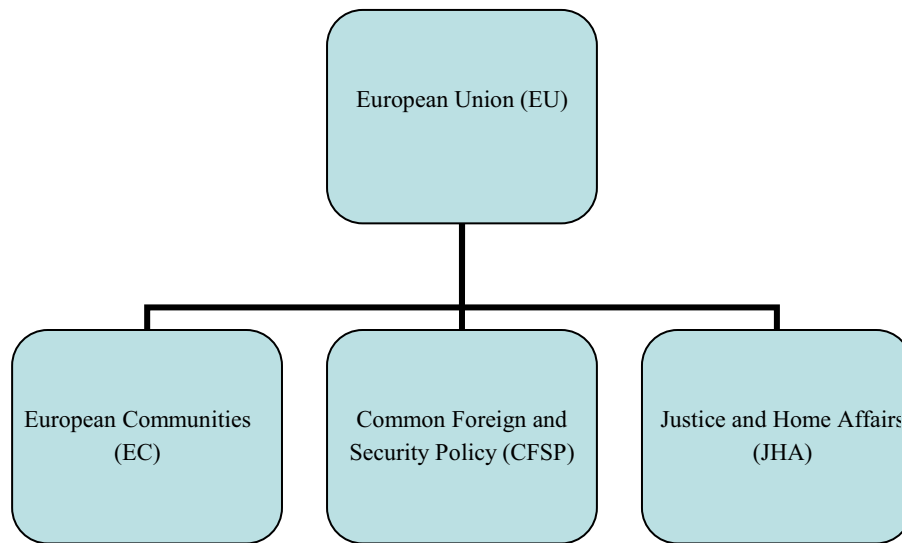 European Union (EU)
European Communities
(EC)
Common Foreign and
Security Policy (CFSP)
Justice and Home Affairs
(JHA)